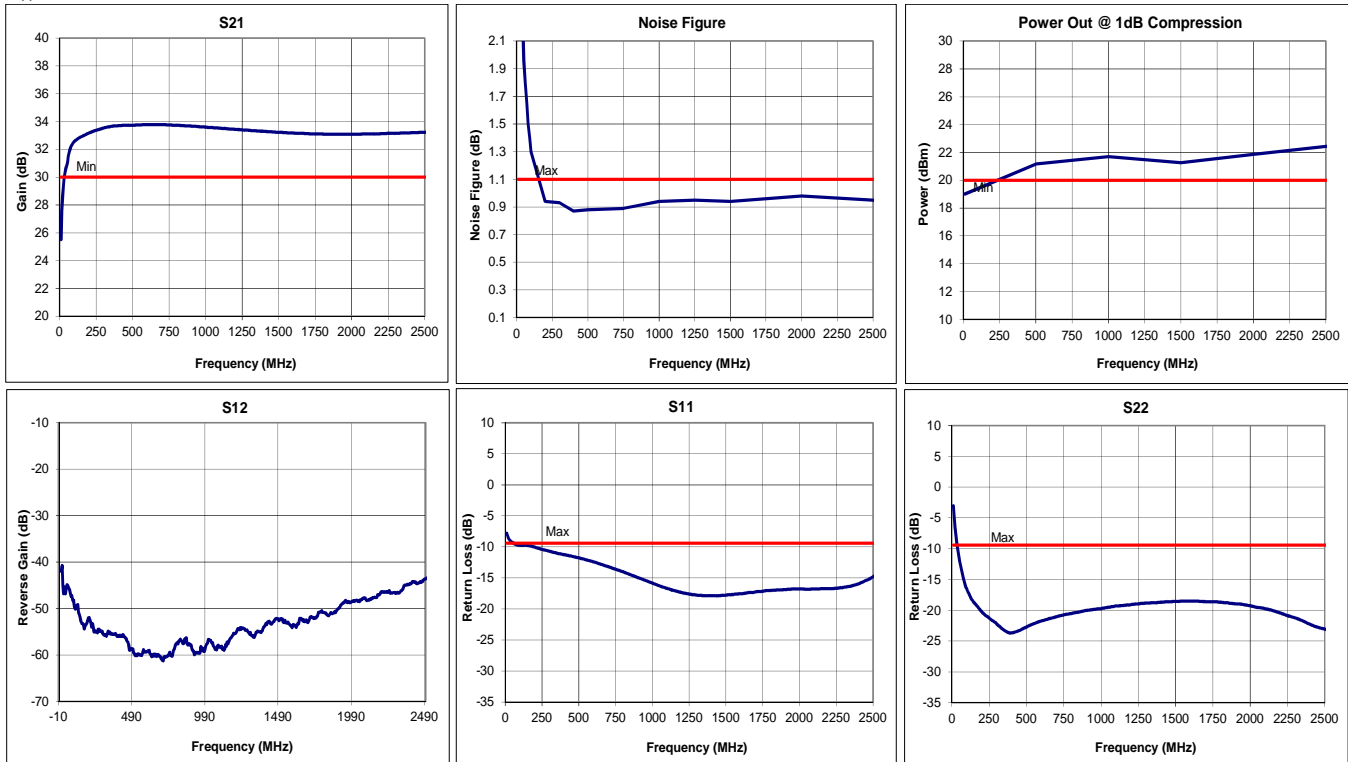 S21
Gain (dB)
40
38
36
34
32
30
28
26
24
22
20
Min
0 250 500 750 1000 1250 1500 1750 2000 2250 2500
Frequency (MHz)
Noise Figure
Noise Figure (dB)
2.1
1.9
1.7
1.5
1.3
1.1
0.9
0.7
0.5
0.3
0.1
Max
0 250 500 750 1000 1250 1500 1750 2000 2250 2500
Frequency (MHz)
Power Out @ 1dB Compression
Power (dBm)
30
28
26
24
22
20
18
16
14
12
10
Min
0 250 500 750 1000 1250 1500 1750 2000 2250 2500
Frequency (MHz)
S12
Reverse Gain (dB)
-10
-20
-30
-40
-50
-60
-70
-10 490 990 1490 1990 2490
Frequency (MHz)
S11
Return Loss (dB)
10
5
0
-5
-10
-15
-20
-25
-30
-35
Max
0 250 500 750 1000 1250 1500 1750 2000 2250 2500
Frequency (MHz)
S22
Return Loss (dB)
10
5
0
-5
-10
-15
-20
-25
-30
-35
Max
0 250 500 750 1000 1250 1500 1750 2000 2250 2500
Frequency (MHz)